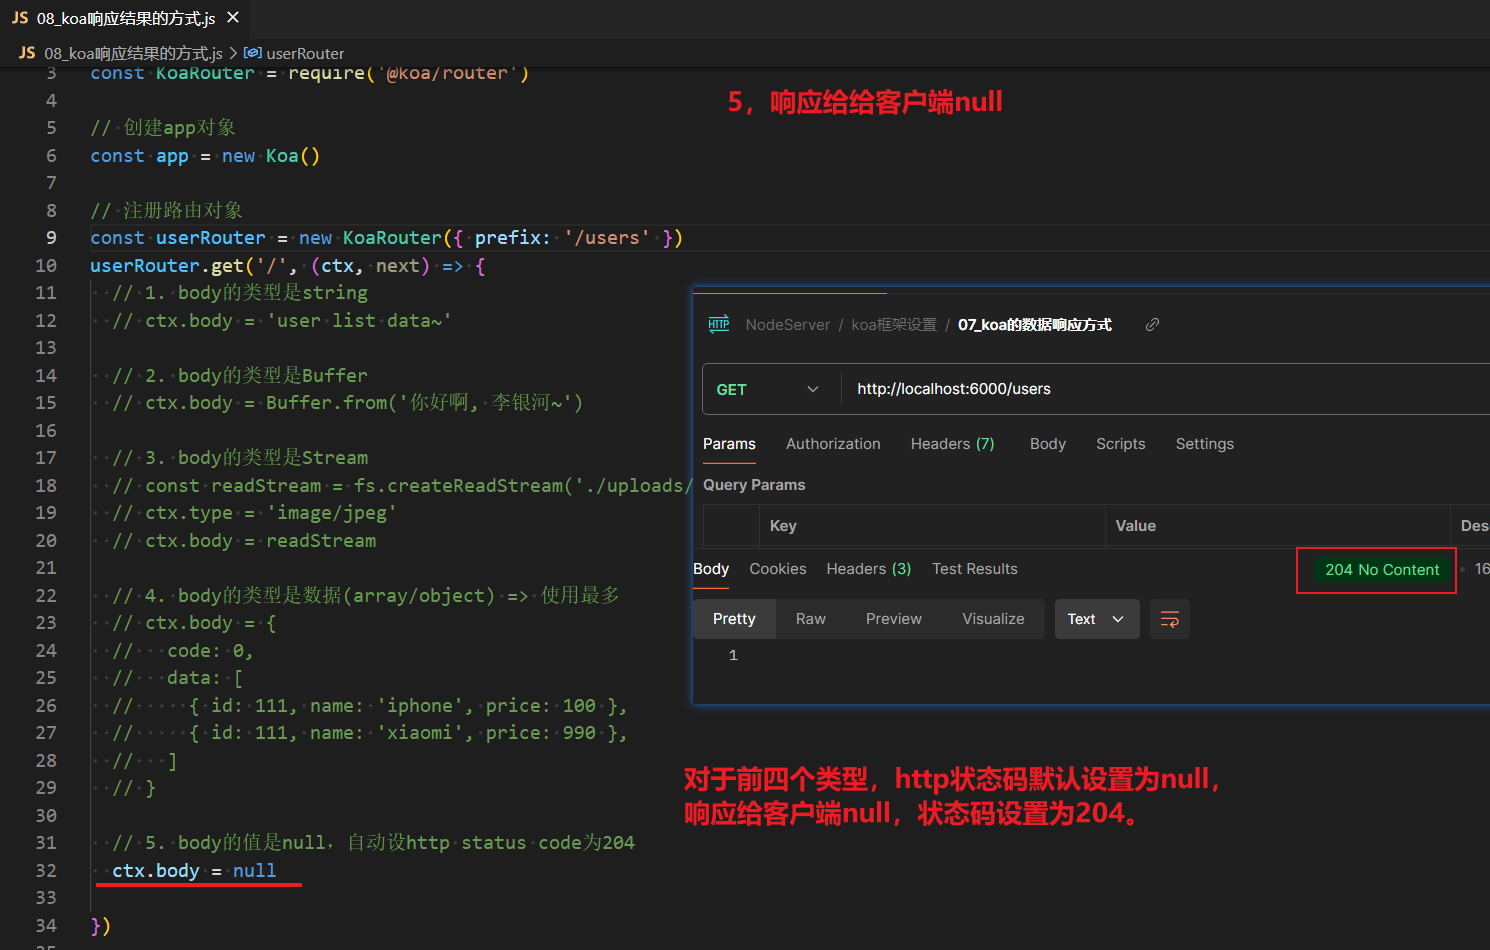 JS 08_koa响应结果的方式.js ×
JS 08_koa响应结果的方式.js > userRouter
3 const KoaRouter = require('@koa/router')
5，响应给给客户端null
4
5 // 创建app对象
6 const app = new Koa()
7
8 // 注册路由对象
9 const userRouter = new KoaRouter({ prefix: '/users' })
10 userRouter.get('/', (ctx, next) => {
11 // 1. body的类型是string
12 // ctx.body = 'user list data~'
13
14 // 2. body的类型是Buffer
15 // ctx.body = Buffer.from('你好啊, 李银河~')
16
17 // 3. body的类型是Stream
18 // const readStream = fs.createReadStream('./uploads/
19 // ctx.type = 'image/jpeg'
20 // ctx.body = readStream
21
22 // 4. body的类型是数据(array/object) => 使用最多
23 // ctx.body = {
24 //   code: 0,
25 //   data: [
26 //     { id: 111, name: 'iphone', price: 100 },
27 //     { id: 111, name: 'xiaomi', price: 990 },
28 //   ]
29 // }
30
31 // 5. body的值是null，自动设http status code为204
32 ctx.body = null
33
34 })
35
HTTP NodeServer / koa框架设置 / 07_koa的数据响应方式
GET http://localhost:6000/users
Params Authorization Headers (7) Body Scripts Settings
Query Params
Key Value Des
Body Cookies Headers (3) Test Results 204 No Content • 16
Pretty Raw Preview Visualize Text
1
对于前四个类型，http状态码默认设置为null，
响应给客户端null，状态码设置为204。